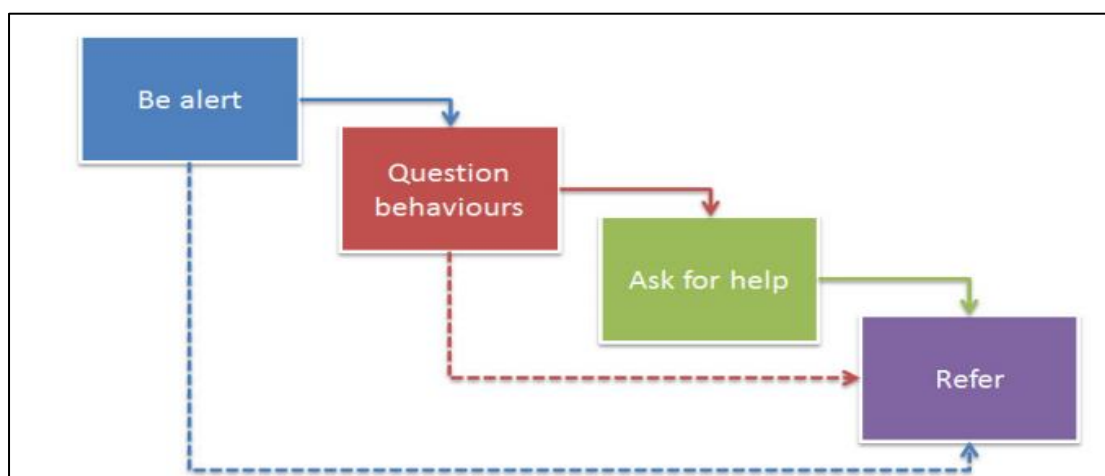 Be alert
Question
behaviours
Ask for help
Refer